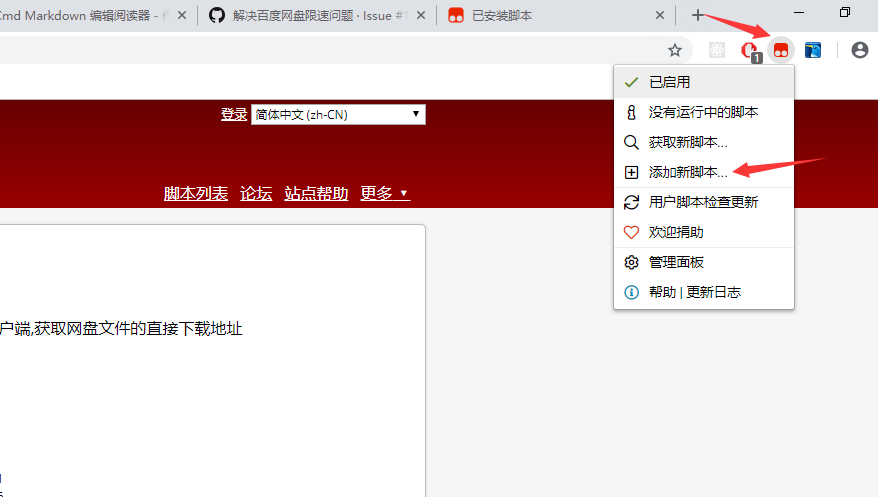 Cmd Markdown 编辑阅读器 -
解决百度网盘限速问题 · Issue #
已安装脚本
1
已启用
登录 简体中文 (zh-CN)
没有运行中的脚本
获取新脚本...
添加新脚本...
脚本列表 论坛 站点帮助 更多
用户脚本检查更新
欢迎捐助
管理面板
帮助 | 更新日志
户端,获取网盘文件的直接下载地址